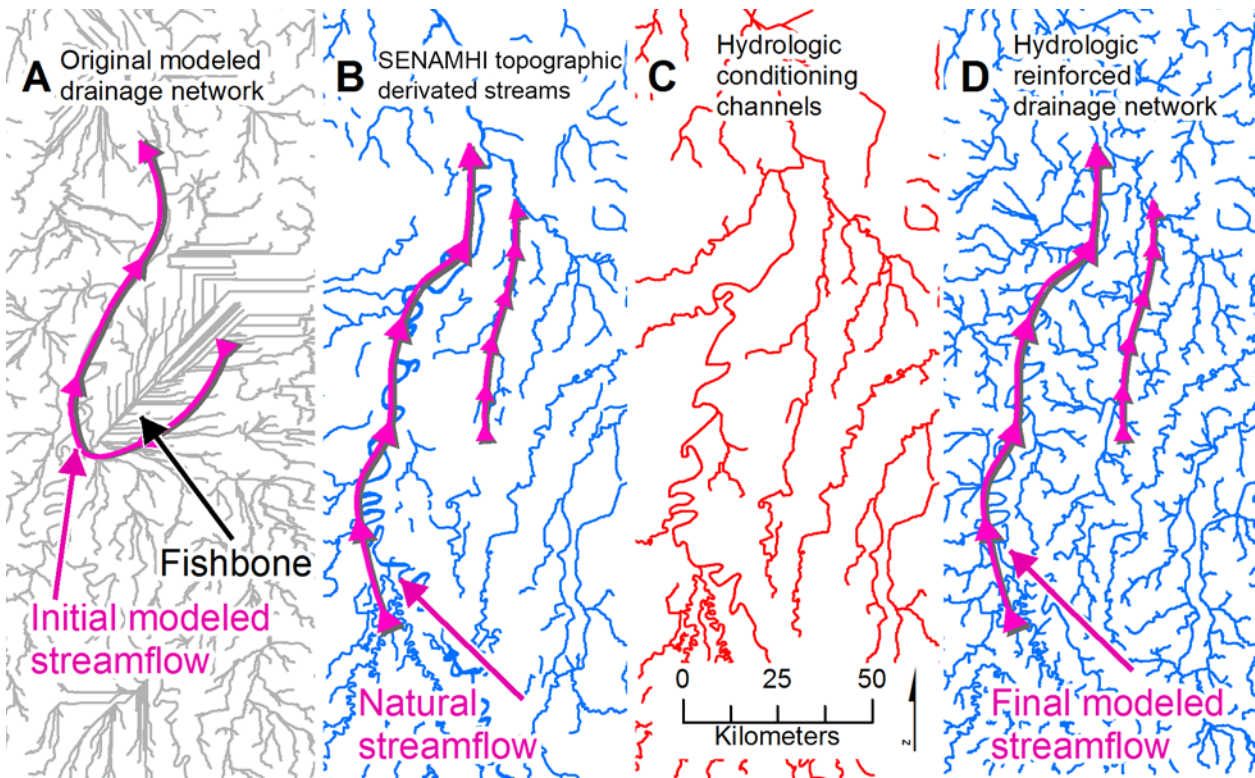 A
Original modeled
drainage network
Fishbone
Initial modeled
streamflow
B
SENAMHI topographic
derivated streams
Natural
streamflow
C
Hydrologic
conditioning
channels
0 25 50
Kilometers
z
D
Hydrologic
reinforced
drainage network
Final modeled
streamflow